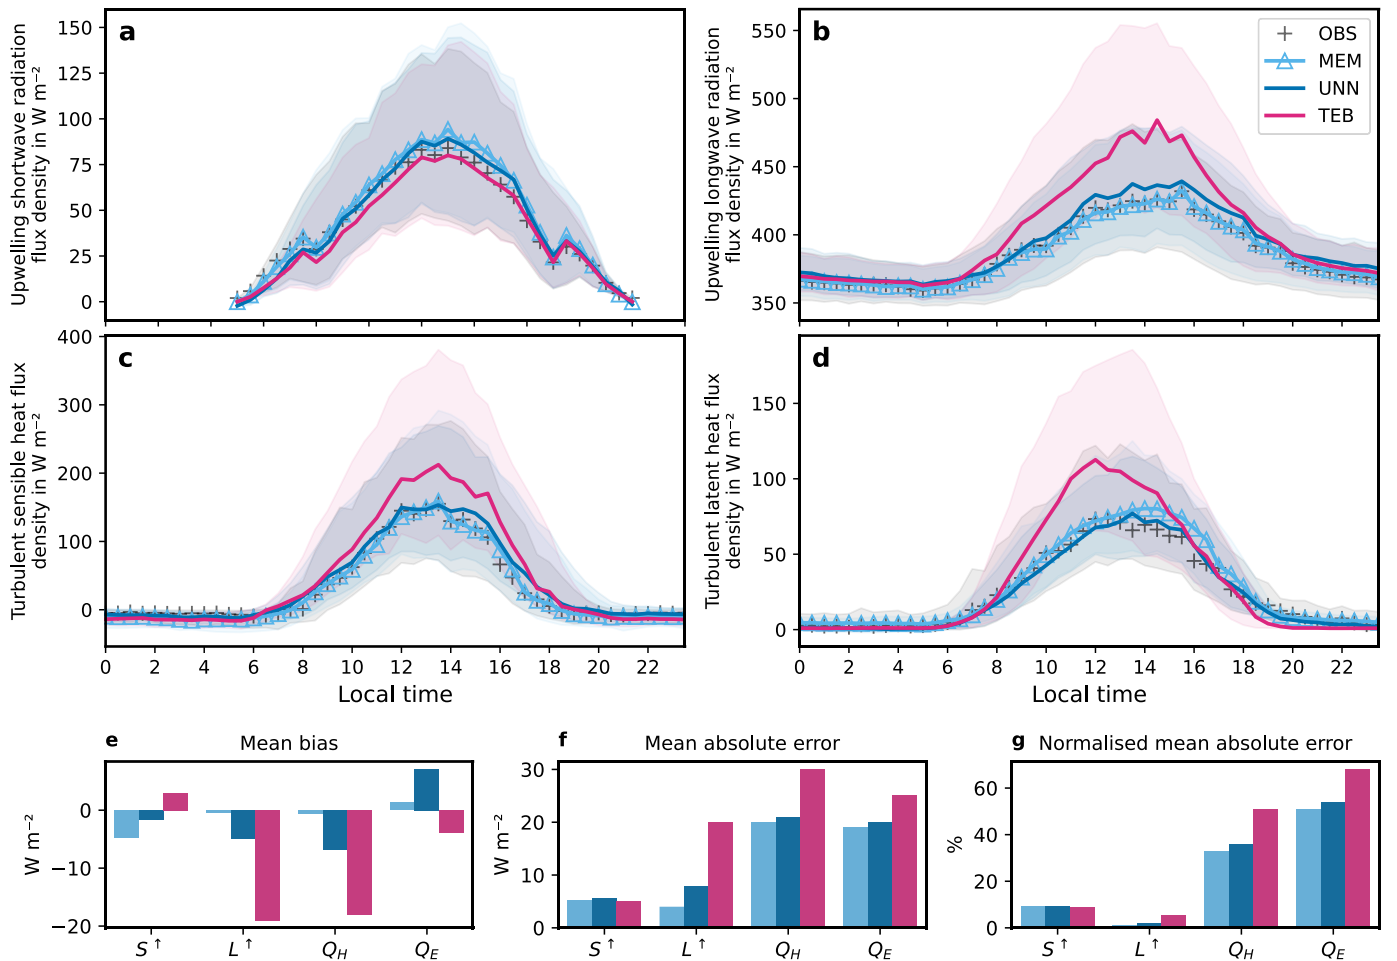 a
Upwelling shortwave radiation
flux density in W m⁻²
150
125
100
75
50
25
0
b
Upwelling longwave radiation
flux density in W m⁻²
550
500
450
400
350
OBS
MEM
UNN
TEB
c
Turbulent sensible heat flux
density in W m⁻²
400
300
200
100
0
0 2 4 6 8 10 12 14 16 18 20 22
Local time
d
Turbulent latent heat flux
density in W m⁻²
150
100
50
0
0 2 4 6 8 10 12 14 16 18 20 22
Local time
e Mean bias
W m⁻²
0
−10
−20
S↑ L↑ Q_H Q_E
f Mean absolute error
W m⁻²
30
20
10
0
S↑ L↑ Q_H Q_E
g Normalised mean absolute error
%
60
40
20
0
S↑ L↑ Q_H Q_E